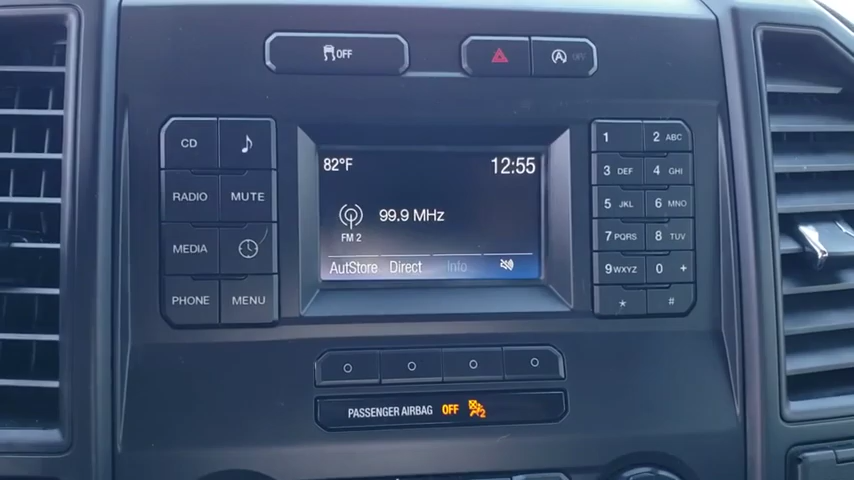 OFF
A OFF
CD
1
2 ABC
82°F
12:55
3 DEF
4 GHI
RADIO
MUTE
99.9 MHz
5 JKL
6 MNO
FM 2
7 PQRS
8 TUV
MEDIA
AutStore
Direct
Info
9 WXYZ
0 +
PHONE
MENU
* #
PASSENGER AIRBAG OFF 2